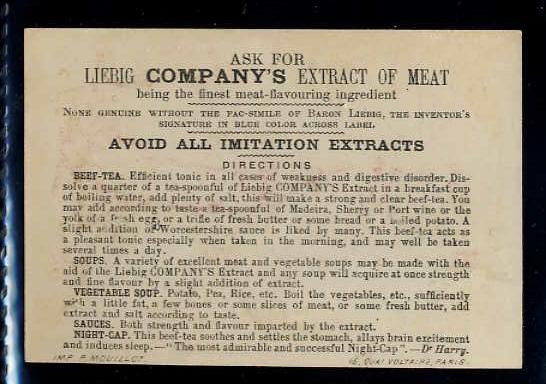 ASK FOR
LIEBIG COMPANY'S EXTRACT OF MEAT
being the finest meat-flavouring ingredient
NONE GENUINE WITHOUT THE FAC-SIMILE OF BARON LIEBIG, THE INVENTOR'S
SIGNATURE IN BLUE COLOR ACROSS LABEL
AVOID ALL IMITATION EXTRACTS
DIRECTIONS
BEEF-TEA. Efficient tonic in all cases of weakness and digestive disorder. Dis-
solve a quarter of a tea-spoonful of Liebig COMPANY'S Extract in a breakfast cup
of boiling water, add plenty of salt, this will make a strong and clear beef-tea. You
may add according to taste a tea-spoonful of Madeira, Sherry or Port wine or the
yolk of a fresh egg, or a trifle of fresh butter or some bread or a boiled potato. A
slight addition of Worcestershire sauce is liked by many. This beef-tea acts as
a pleasant tonic especially when taken in the morning, and may well be taken
several times a day.
SOUPS. A variety of excellent meat and vegetable soups may be made with the
aid of the Liebig COMPANY'S Extract and any soup will acquire at once strength
and fine flavour by a slight addition of extract.
VEGETABLE SOUP. Potato, Pea, Rice, etc. Boil the vegetables, etc., sufficiently
with a little fat, a few bones or some slices of meat, or some fresh butter, add
extract and salt according to taste.
SAUCES. Both strength and flavour imparted by the extract.
NIGHT-CAP. This beef-tea soothes and settles the stomach, allays brain excitement
and induces sleep.—"The most admirable and successful Night-Cap".—Dr Harry.
IMP. F. MOUILLOT 15, QUAI VOLTAIRE, PARIS.